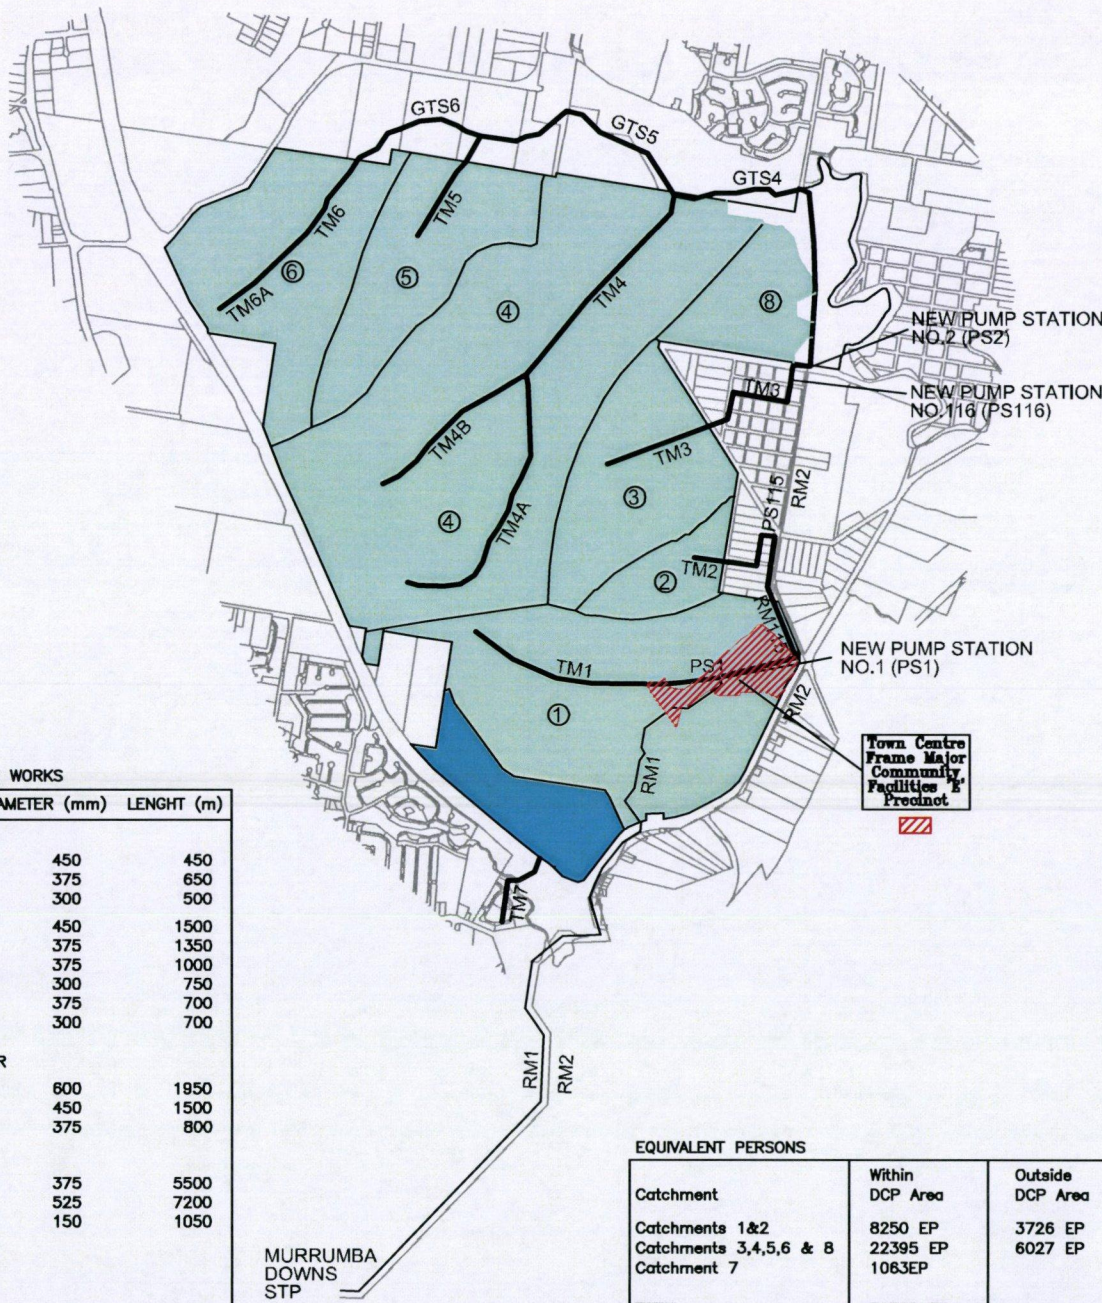 GTS6
GTS5
GTS4
TM6
TM5
TM6A
⑥
⑤
④
TM4
⑧
NEW PUMP STATION
NO.2 (PS2)
NEW PUMP STATION
NO.116 (PS116)
TM3
TM3
TM4B
③
④
TM4A
PS115
RM2
TM2
②
RM115
TM1
PS1
NEW PUMP STATION
NO.1 (PS1)
RM2
①
RM1
Town Centre
Frame Major
Community
Facilities 'E'
Precinct
TM7
RM1
RM2
MURRUMBA
DOWNS
STP
WORKS
AMETER (mm) LENGHT (m)
450 450
375 650
300 500
450 1500
375 1350
375 1000
300 750
375 700
300 700
R
600 1950
450 1500
375 800
375 5500
525 7200
150 1050
EQUIVALENT PERSONS
Catchment Within DCP Area Outside DCP Area
Catchments 1&2 8250 EP 3726 EP
Catchments 3,4,5,6 & 8 22395 EP 6027 EP
Catchment 7 1063EP